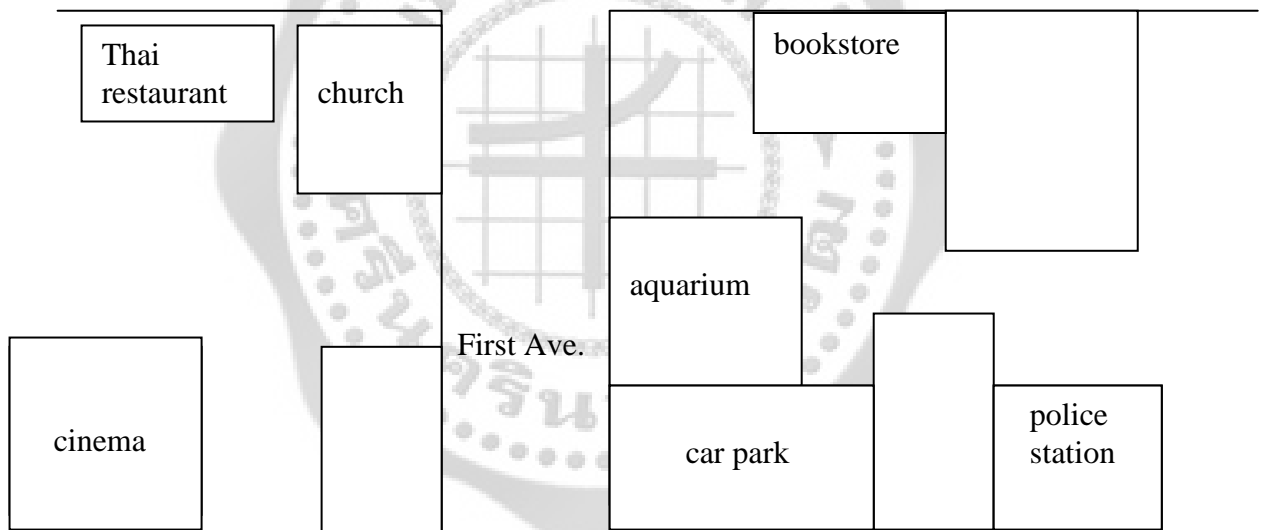 Thai
restaurant
church
bookstore
aquarium
First Ave.
cinema
car park
police
station